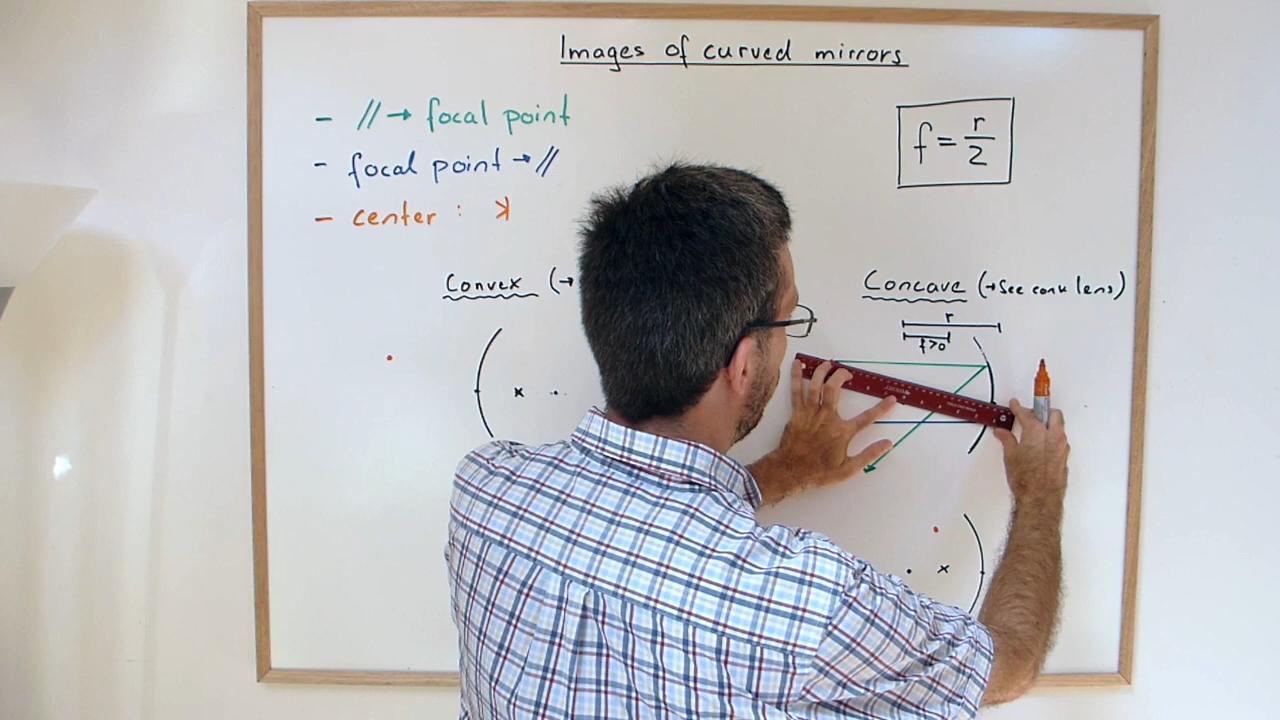 Images of curved mirrors
- // → focal point
f = r/2
- focal point → //
- center :
Convex (→
Concave (→ See conv lens)
r
f>0